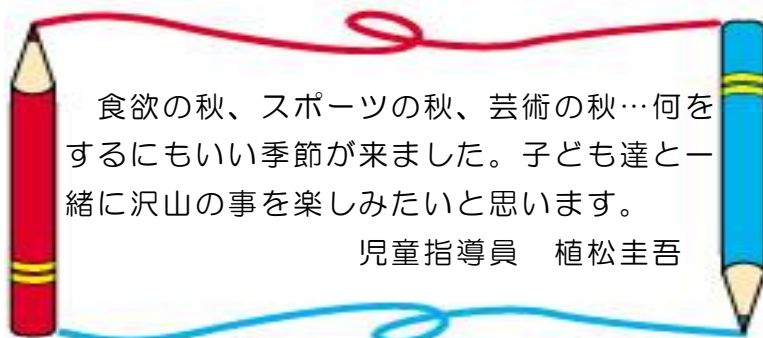 食欲の秋、スポーツの秋、芸術の秋…何を
するにもいい季節が来ました。子ども達と一
緒に沢山の事を楽しみたいと思います。
児童指導員　植松圭吾